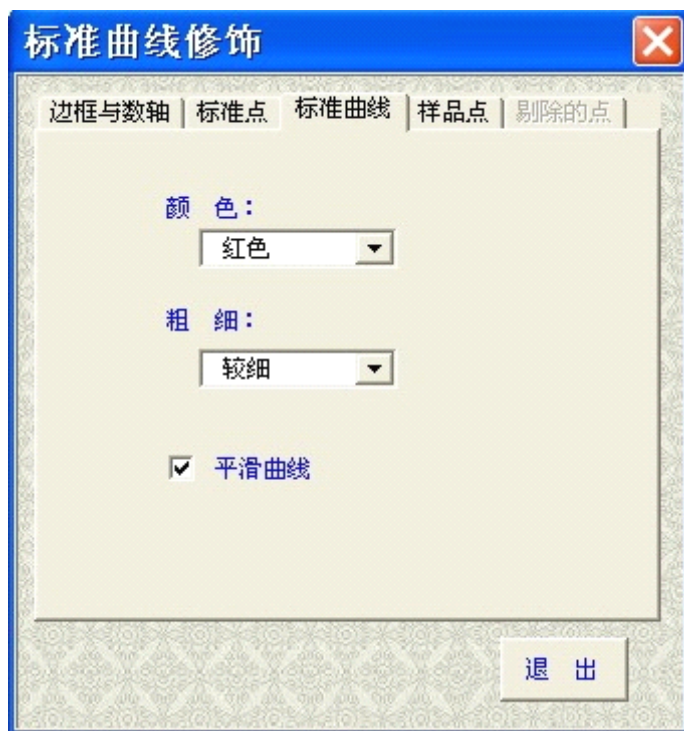 标准曲线修饰
边框与数轴 标准点 标准曲线 样品点 剔除的点
颜 色：
红色
粗 细：
较细
平滑曲线
退 出